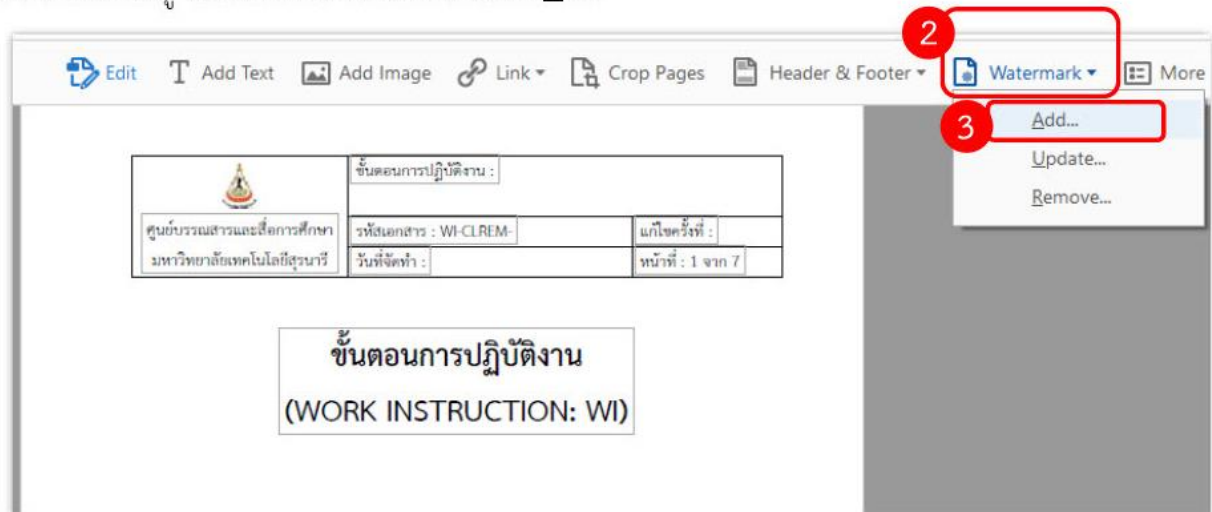 2
Edit Add Text Add Image Link Crop Pages Header & Footer Watermark More
3 Add...
Update...
Remove...
ขั้นตอนการปฏิบัติงาน :
ศูนย์บรรณสารและสื่อการศึกษา
มหาวิทยาลัยเทคโนโลยีสุรนารี
รหัสเอกสาร : WI-CLREM-
แก้ไขครั้งที่ :
วันที่จัดทำ :
หน้าที่ : 1 จาก 7
ขั้นตอนการปฏิบัติงาน
(WORK INSTRUCTION: WI)